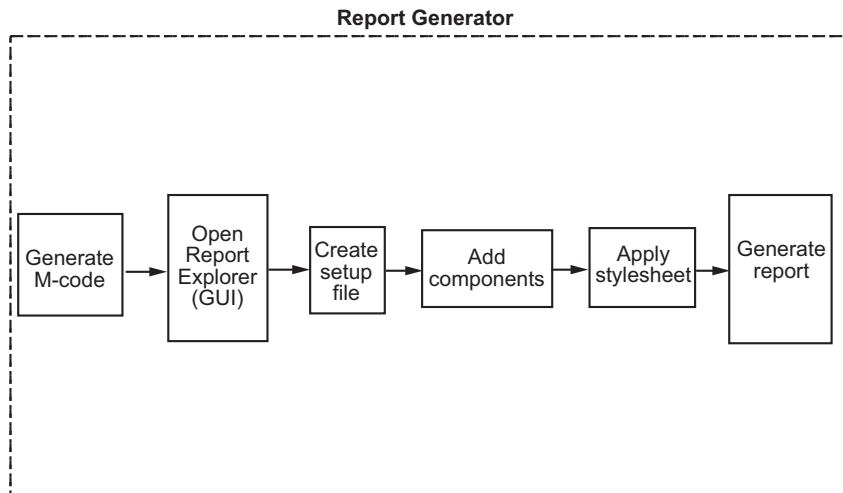 Report Generator
Generate
M-code
Open
Report
Explorer
(GUI)
Create
setup
file
Add
components
Apply
stylesheet
Generate
report